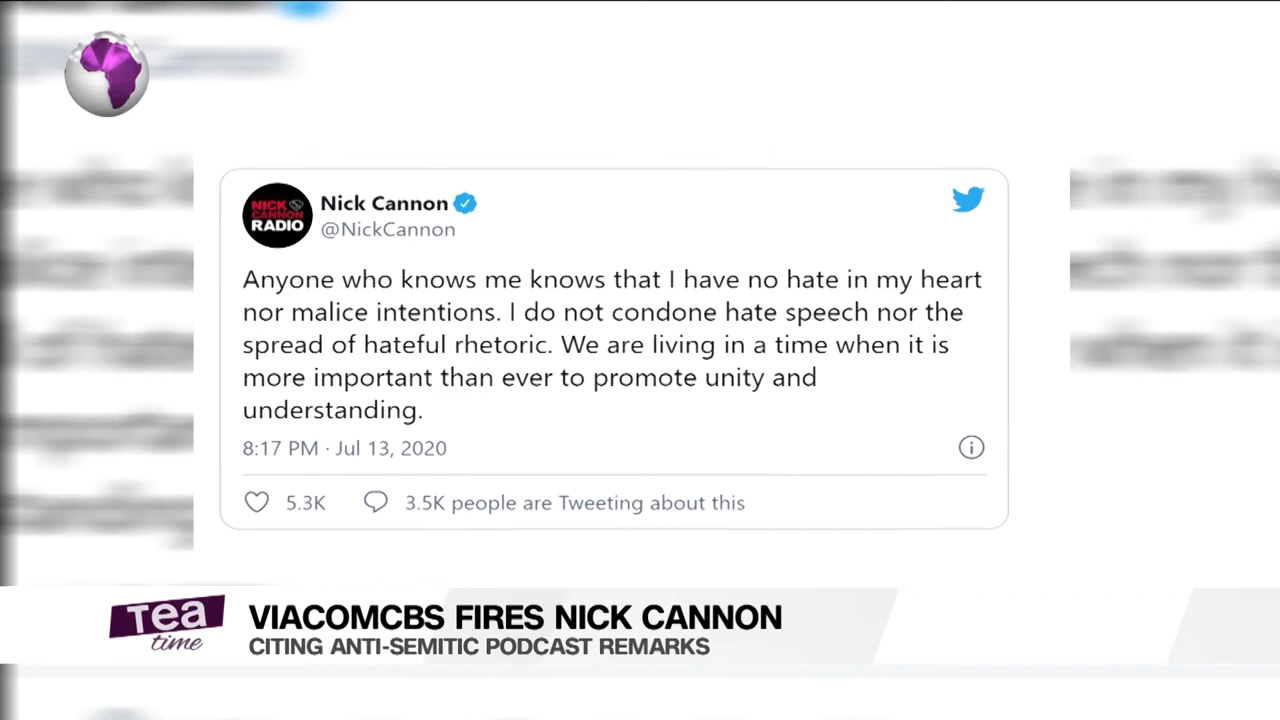 NICK
CANNON
RADIO
Nick Cannon
@NickCannon
Anyone who knows me knows that I have no hate in my heart
nor malice intentions. I do not condone hate speech nor the
spread of hateful rhetoric. We are living in a time when it is
more important than ever to promote unity and
understanding.
8:17 PM · Jul 13, 2020
5.3K
3.5K people are Tweeting about this
Tea
time
VIACOMCBS FIRES NICK CANNON
CITING ANTI-SEMITIC PODCAST REMARKS